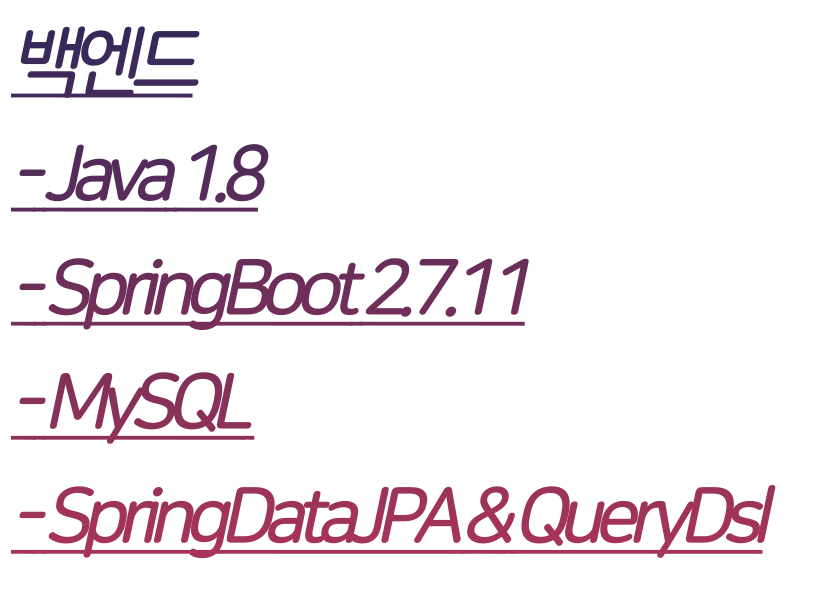 백엔드
-Java 1.8
-SpringBoot 2.7.11
-MySQL
-SpringDataJPA & QueryDsl